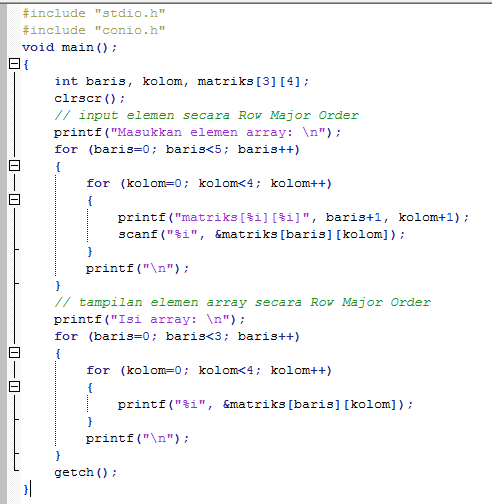 #include "stdio.h"
#include "conio.h"
void main();
{
int baris, kolom, matriks[3][4];
clrscr();
// input elemen secara Row Major Order
printf("Masukkan elemen array: \n");
for (baris=0; baris<5; baris++)
{
for (kolom=0; kolom<4; kolom++)
{
printf("matriks[%i][%i]", baris+1, kolom+1);
scanf("%i", &matriks[baris][kolom]);
}
printf("\n");
}
// tampilan elemen array secara Row Major Order
printf("Isi array: \n");
for (baris=0; baris<3; baris++)
{
for (kolom=0; kolom<4; kolom++)
{
printf("%i", &matriks[baris][kolom]);
}
printf("\n");
}
getch();
}